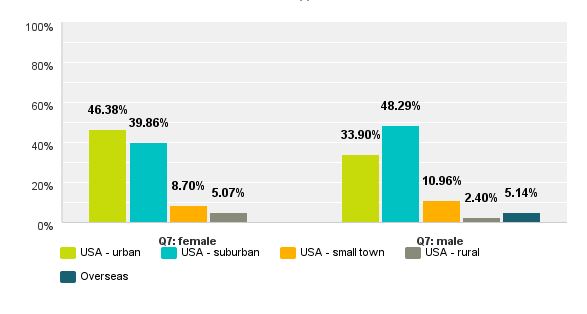 100%
80%
60%
40%
20%
0%
46.38%
39.86%
8.70%
5.07%
33.90%
48.29%
10.96%
2.40%
5.14%
Q7: female
Q7: male
USA - urban
USA - suburban
USA - small town
USA - rural
Overseas